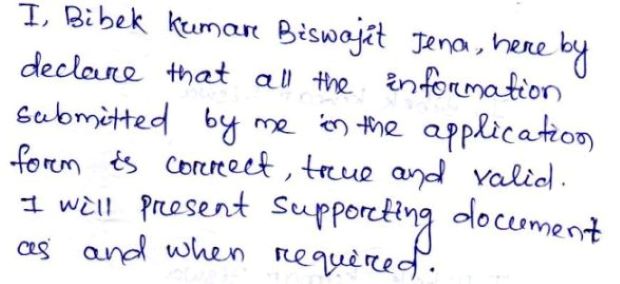 I, Bibek Kumar Biswajit Jena, here by
declare that all the information
submitted by me in the application
form is correct, true and valid.
I will present supporting document
as and when required.